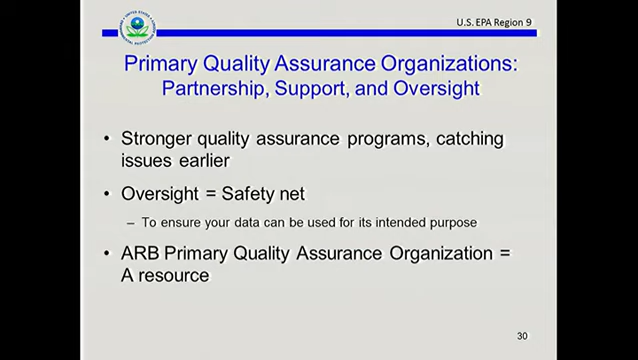 U.S. EPA Region 9
Primary Quality Assurance Organizations:
Partnership, Support, and Oversight
• Stronger quality assurance programs, catching
issues earlier
• Oversight = Safety net
– To ensure your data can be used for its intended purpose
• ARB Primary Quality Assurance Organization =
A resource
30